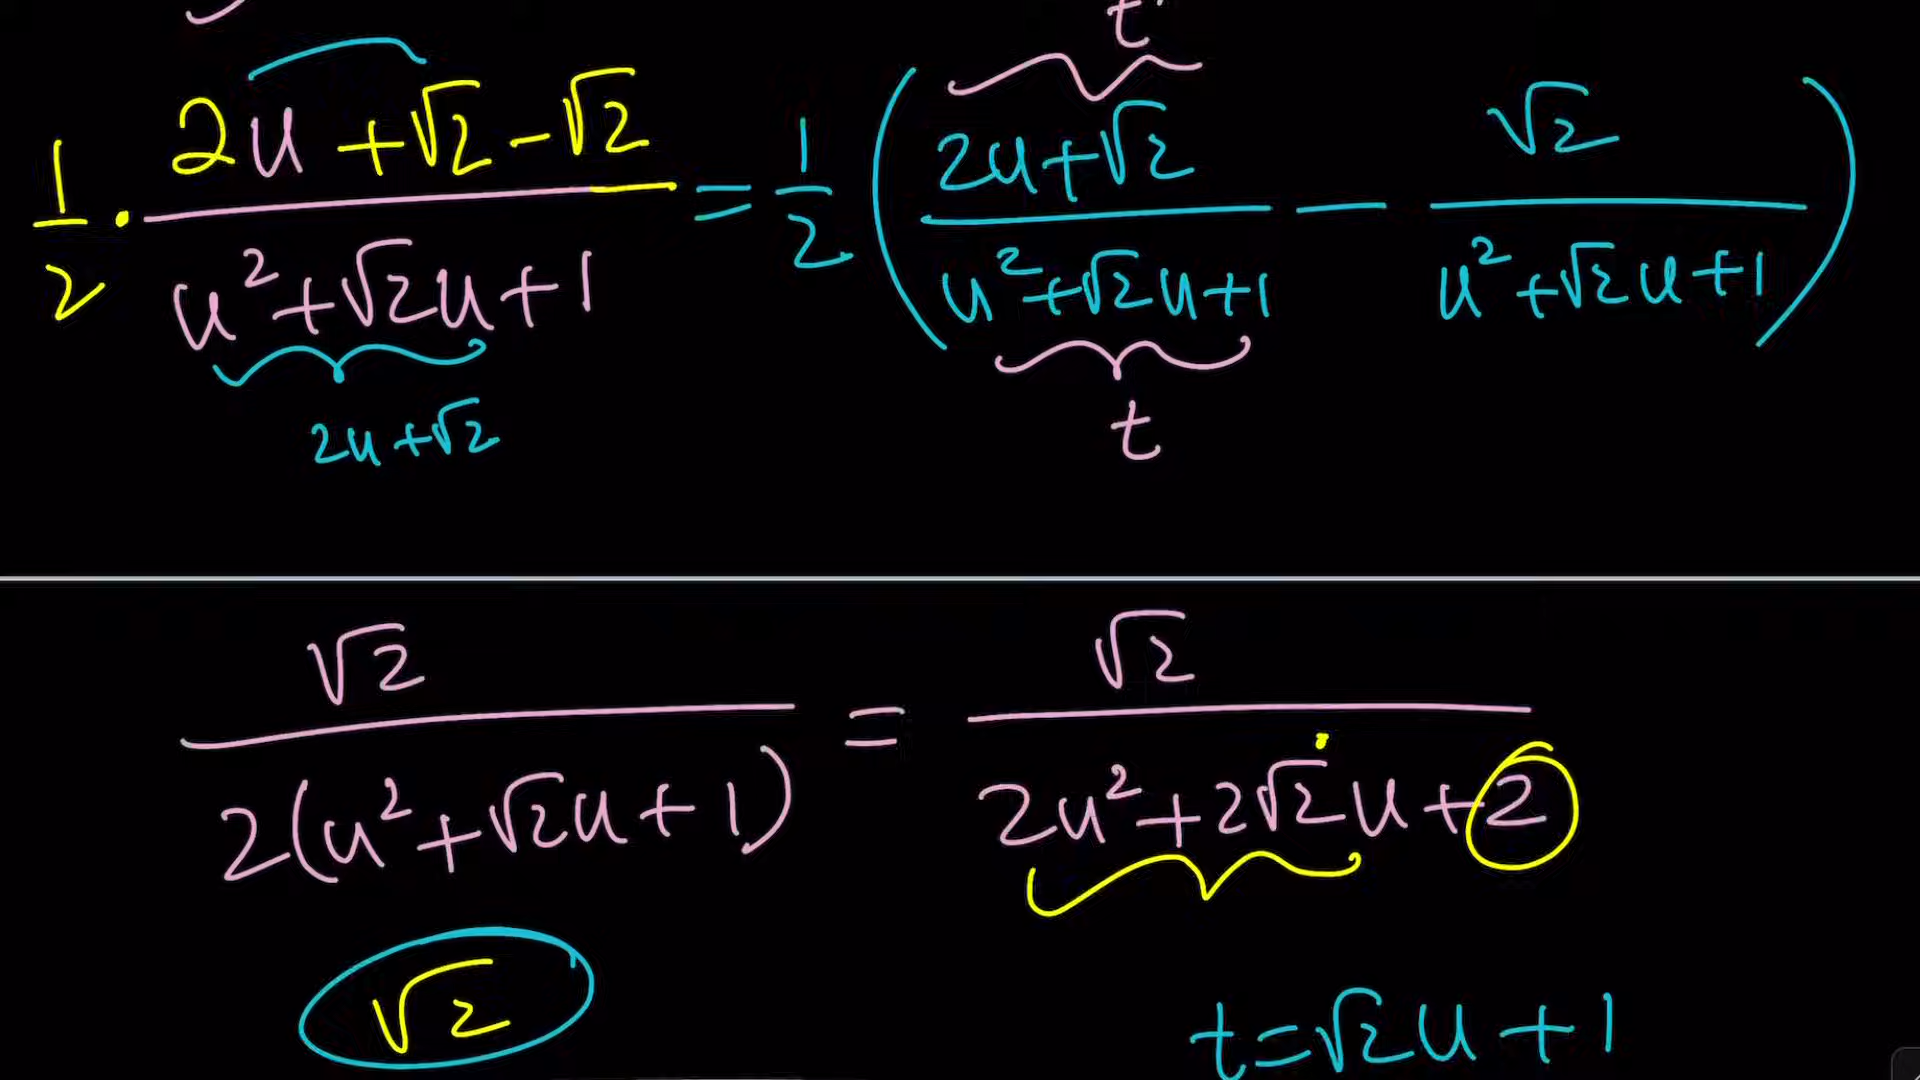 t'
1/2 · (2u + √2 - √2)/(u² + √2u + 1) = 1/2 ( (2u + √2)/(u² + √2u + 1) — √2/(u² + √2u + 1) )
2u + √2
t
√2/(2(u² + √2u + 1)) = √2/(2u² + 2√2u + 2)
√2
t = √2u + 1